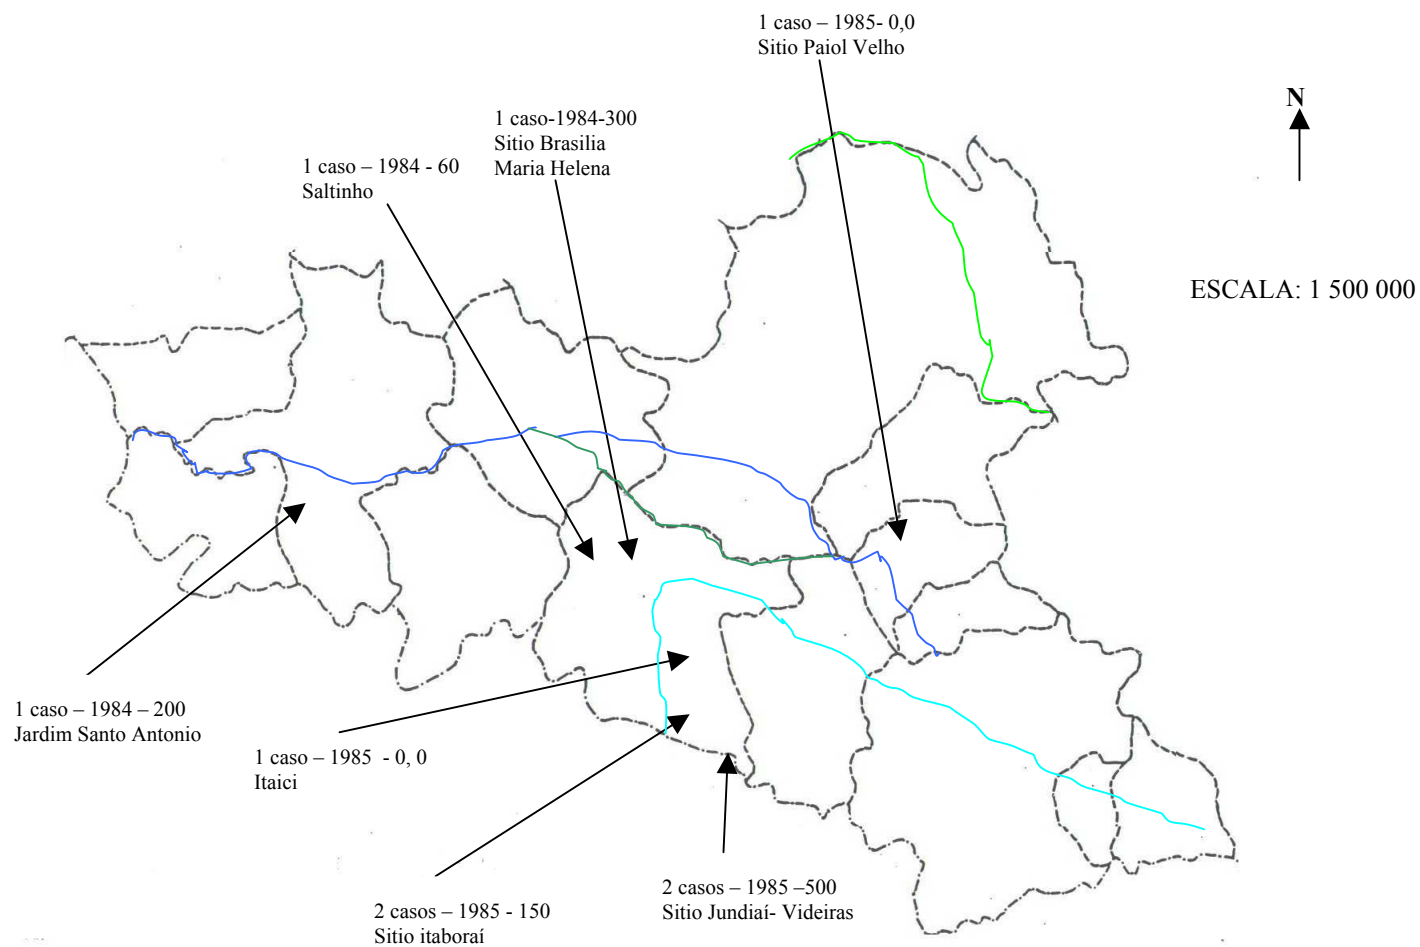 1 caso – 1985- 0,0
Sitio Paiol Velho
N
1 caso-1984-300
Sitio Brasilia
Maria Helena
1 caso – 1984 - 60
Saltinho
ESCALA: 1 500 000
1 caso – 1984 – 200
Jardim Santo Antonio
1 caso – 1985 - 0, 0
Itaici
2 casos – 1985 –500
Sitio Jundiaí- Videiras
2 casos – 1985 - 150
Sitio itaboraí